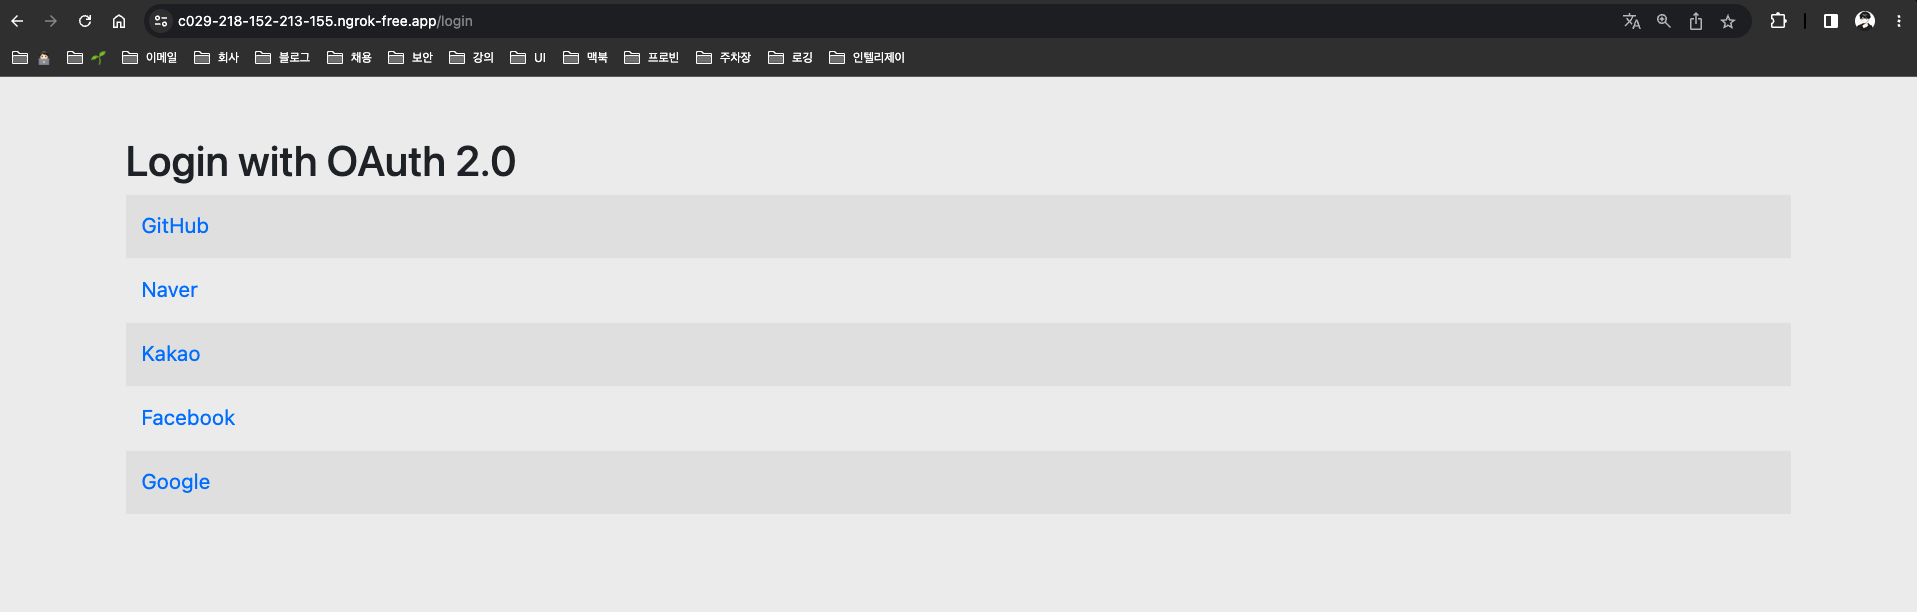 c029-218-152-213-155.ngrok-free.app/login
이메일 회사 블로그 채용 보안 강의 UI 맥북 프로빈 주차장 로깅 인텔리제이
Login with OAuth 2.0
GitHub
Naver
Kakao
Facebook
Google